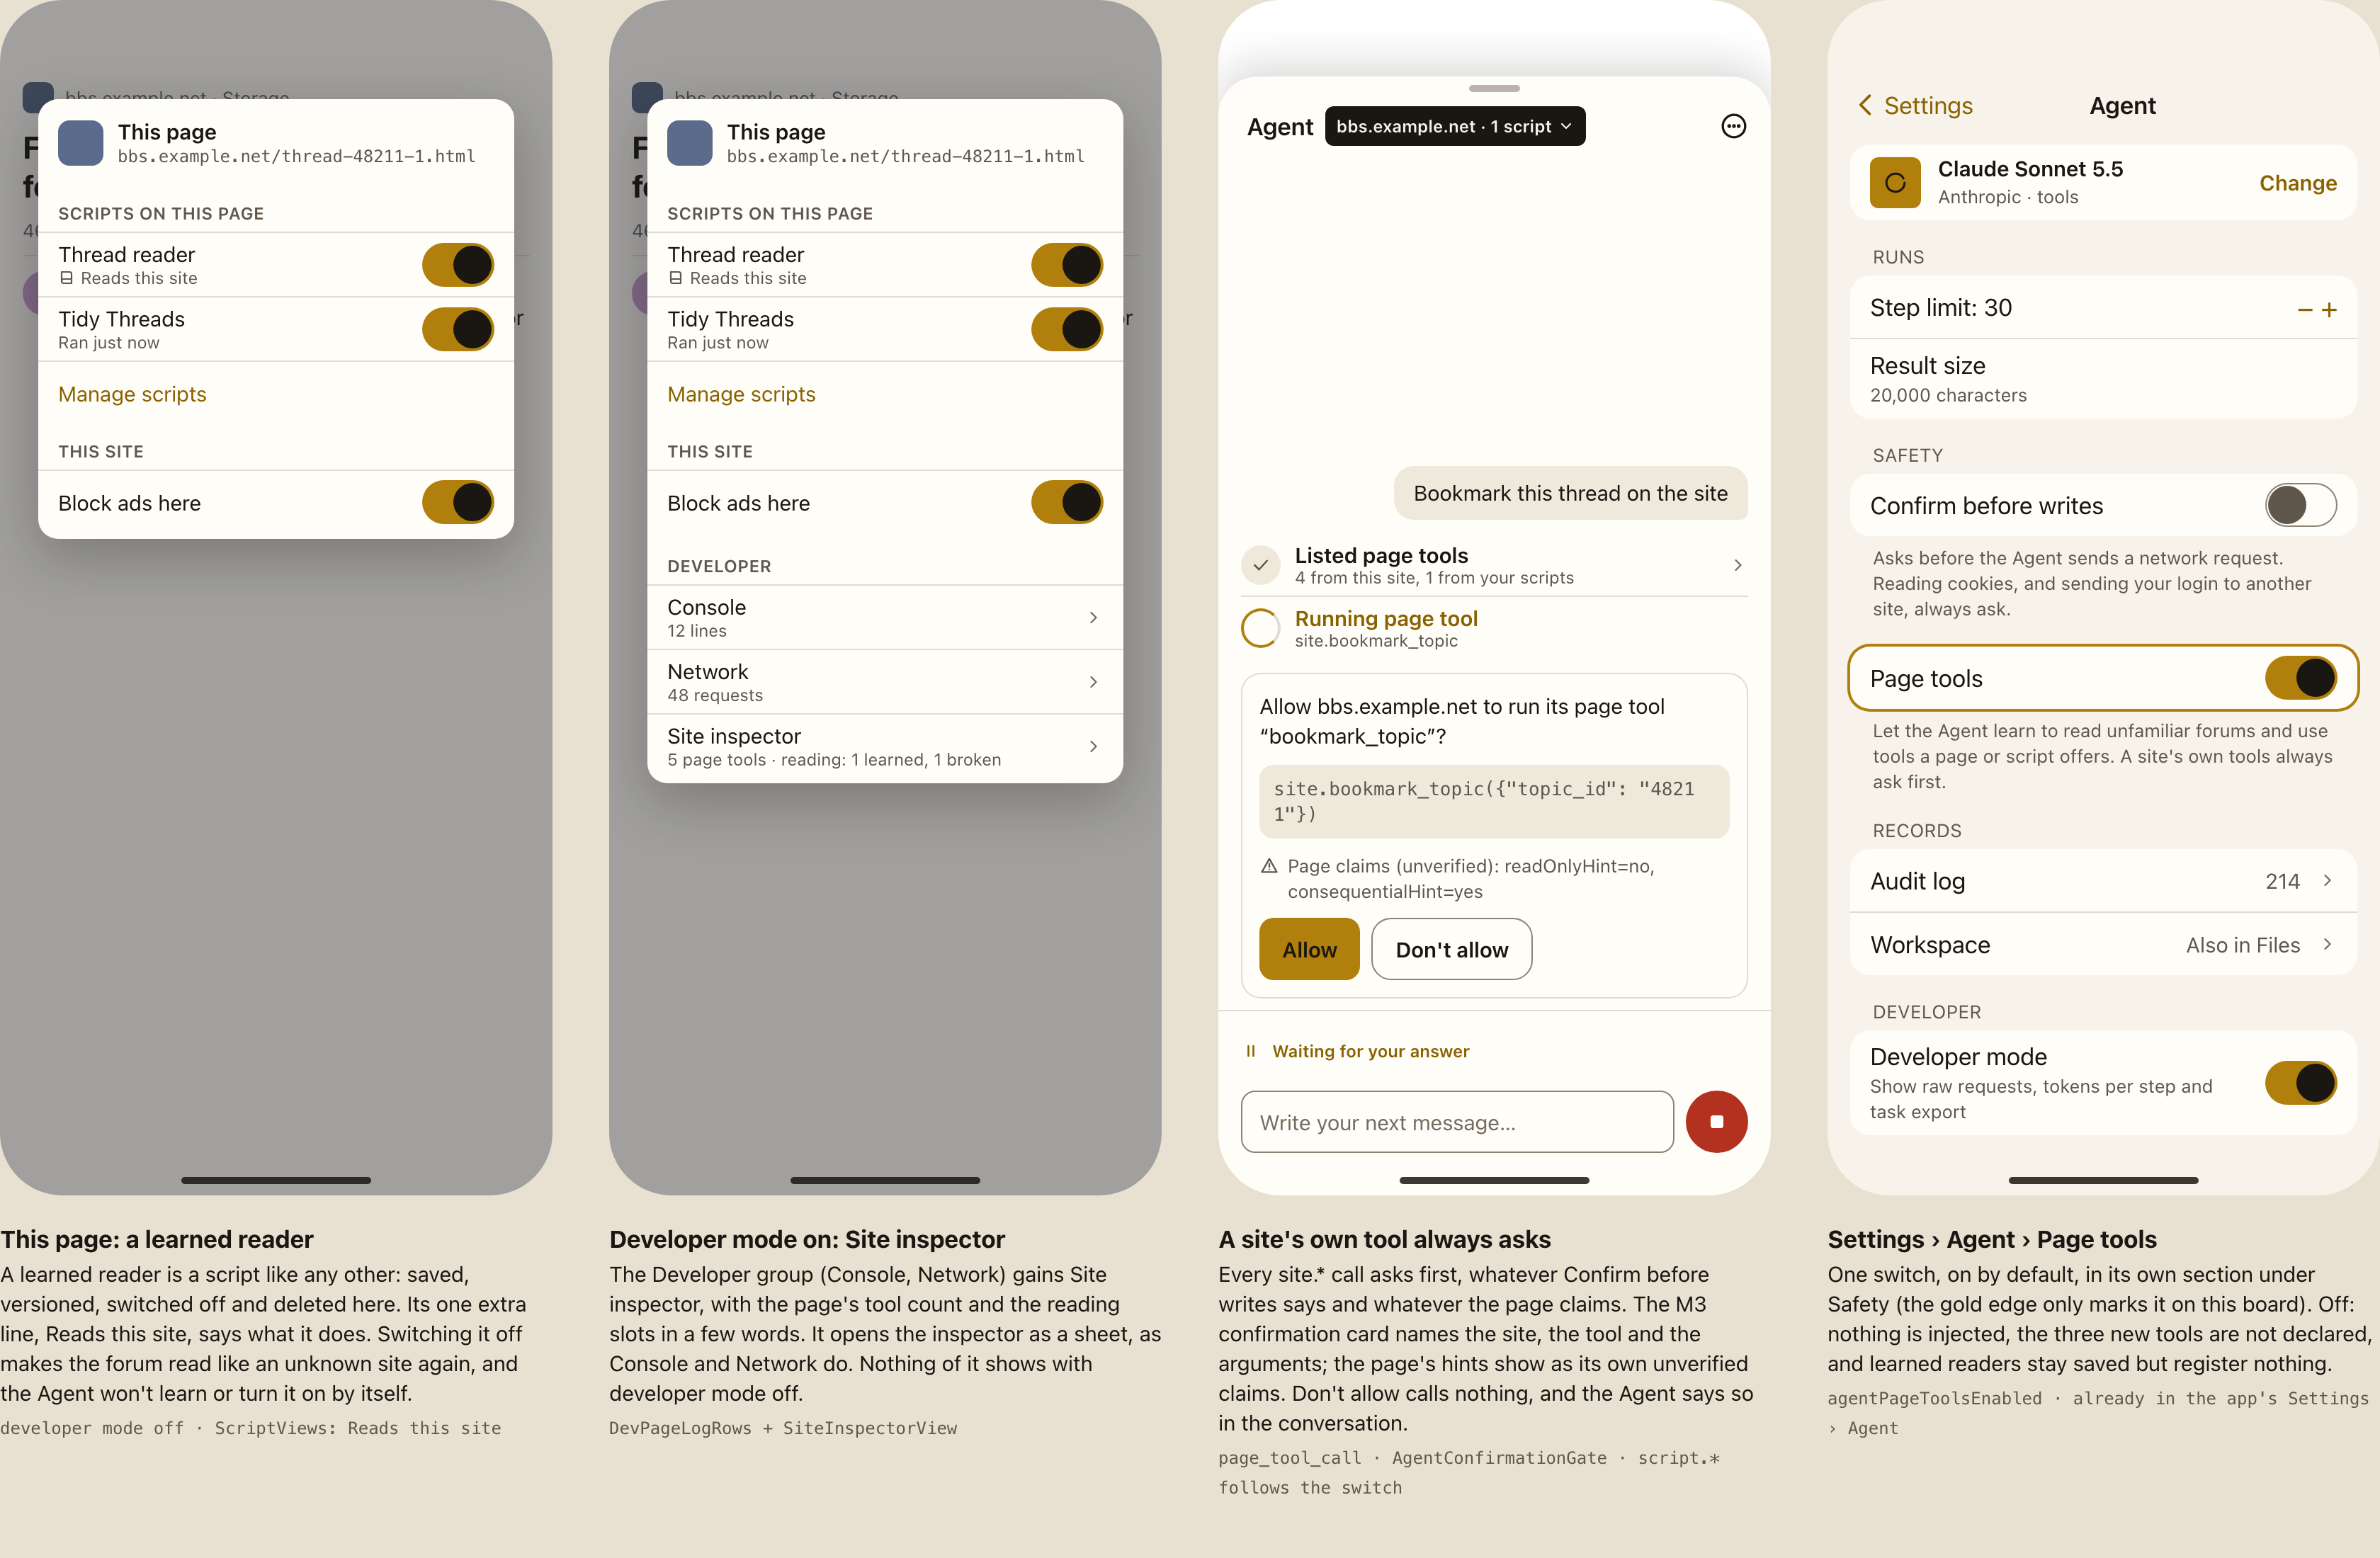 bbs.example.net · Storage
This page
bbs.example.net/thread-48211-1.html
SCRIPTS ON THIS PAGE
Thread reader
Reads this site
Tidy Threads
Ran just now
Manage scripts
THIS SITE
Block ads here
This page: a learned reader
A learned reader is a script like any other: saved,
versioned, switched off and deleted here. Its one extra
line, Reads this site, says what it does. Switching it off
makes the forum read like an unknown site again, and
the Agent won't learn or turn it on by itself.
developer mode off · ScriptViews: Reads this site
bbs.example.net · Storage
This page
bbs.example.net/thread-48211-1.html
SCRIPTS ON THIS PAGE
Thread reader
Reads this site
Tidy Threads
Ran just now
Manage scripts
THIS SITE
Block ads here
DEVELOPER
Console
12 lines
Network
48 requests
Site inspector
5 page tools · reading: 1 learned, 1 broken
Developer mode on: Site inspector
The Developer group (Console, Network) gains Site
inspector, with the page's tool count and the reading
slots in a few words. It opens the inspector as a sheet, as
Console and Network do. Nothing of it shows with
developer mode off.
DevPageLogRows + SiteInspectorView
Agent
bbs.example.net · 1 script
Bookmark this thread on the site
Listed page tools
4 from this site, 1 from your scripts
Running page tool
site.bookmark_topic
Allow bbs.example.net to run its page tool
“bookmark_topic”?
site.bookmark_topic({"topic_id": "4821
1"})
Page claims (unverified): readOnlyHint=no,
consequentialHint=yes
Allow
Don't allow
Waiting for your answer
Write your next message...
A site's own tool always asks
Every site.* call asks first, whatever Confirm before
writes says and whatever the page claims. The M3
confirmation card names the site, the tool and the
arguments; the page's hints show as its own unverified
claims. Don't allow calls nothing, and the Agent says so
in the conversation.
page_tool_call · AgentConfirmationGate · script.*
follows the switch
Settings
Agent
Claude Sonnet 5.5
Anthropic · tools
Change
RUNS
Step limit: 30
− +
Result size
20,000 characters
SAFETY
Confirm before writes
Asks before the Agent sends a network request.
Reading cookies, and sending your login to another
site, always ask.
Page tools
Let the Agent learn to read unfamiliar forums and use
tools a page or script offers. A site's own tools always
ask first.
RECORDS
Audit log
214
Workspace
Also in Files
DEVELOPER
Developer mode
Show raw requests, tokens per step and
task export
Settings › Agent › Page tools
One switch, on by default, in its own section under
Safety (the gold edge only marks it on this board). Off:
nothing is injected, the three new tools are not declared,
and learned readers stay saved but register nothing.
agentPageToolsEnabled · already in the app's Settings
› Agent